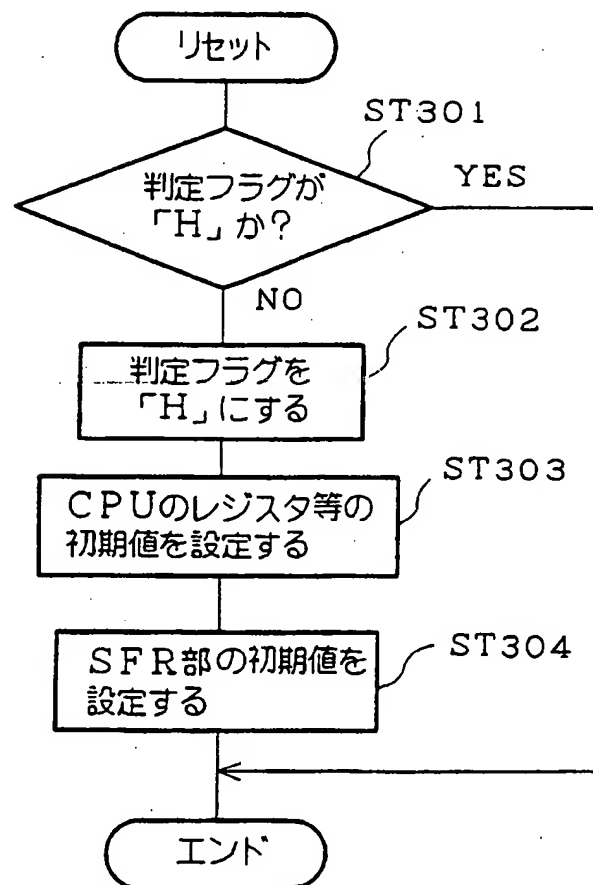 リセット
ST301
判定フラグが
「H」か？
YES
NO
ST302
判定フラグを
「H」にする
ST303
CPUのレジスタ等の
初期値を設定する
ST304
SFR部の初期値を
設定する
エンド